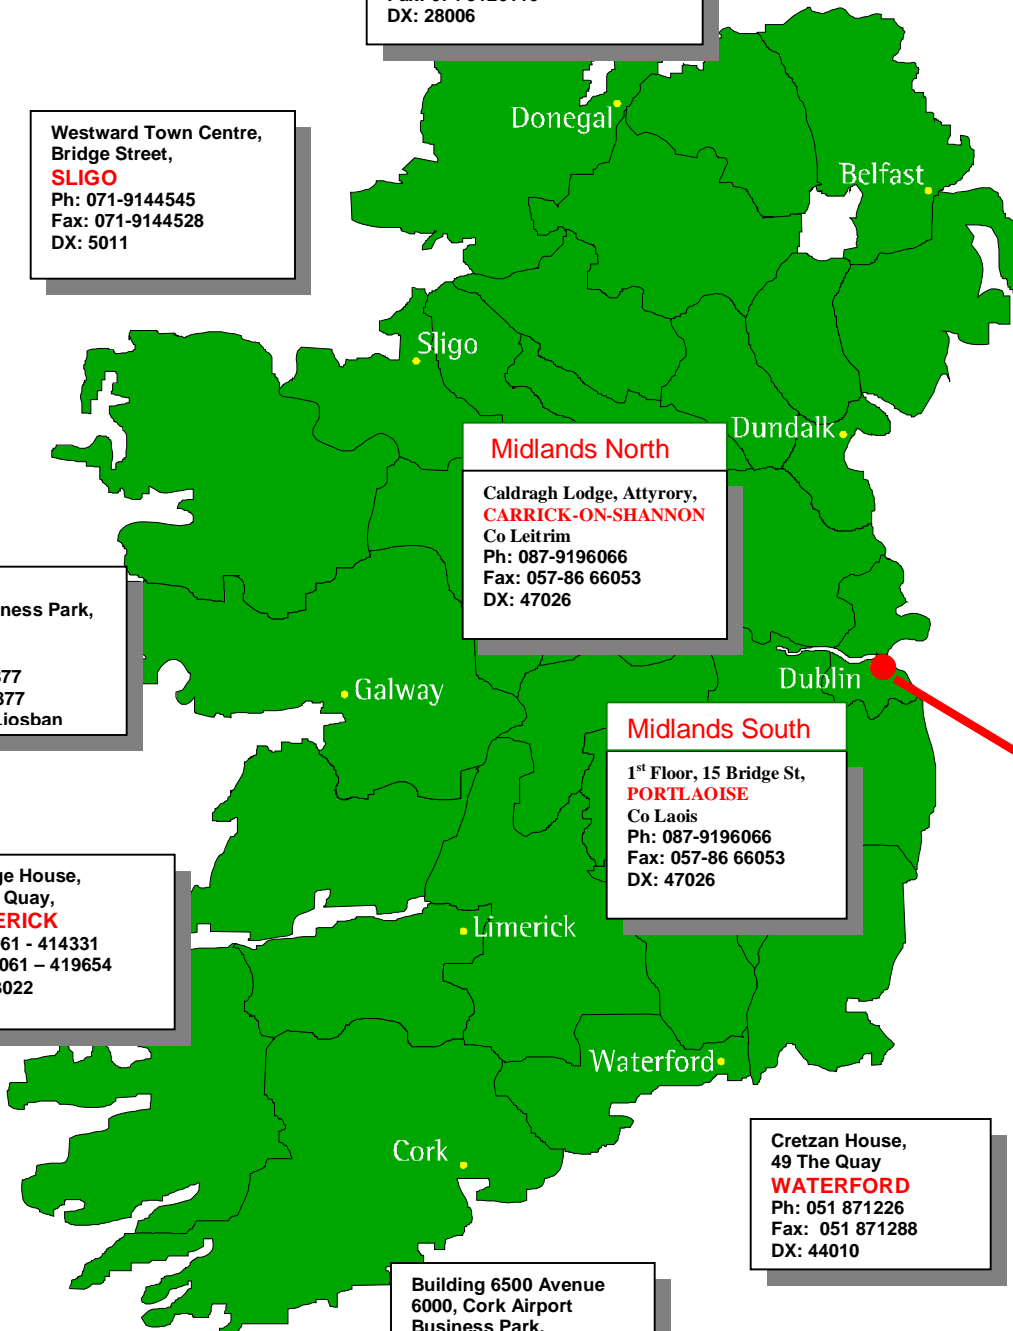 DX: 28006
Donegal
Westward Town Centre,
Bridge Street,
SLIGO
Ph: 071-9144545
Fax: 071-9144528
DX: 5011
Belfast
Sligo
Dundalk
Midlands North
Caldragh Lodge, Attyrory,
CARRICK-ON-SHANNON
Co Leitrim
Ph: 087-9196066
Fax: 057-86 66053
DX: 47026
ness Park,
377
377
Liosban
Galway
Dublin
Midlands South
1st Floor, 15 Bridge St,
PORTLAOISE
Co Laois
Ph: 087-9196066
Fax: 057-86 66053
DX: 47026
ge House,
Quay,
ERICK
61 - 414331
061 – 419654
3022
Limerick
Waterford
Cork
Cretzan House,
49 The Quay
WATERFORD
Ph: 051 871226
Fax: 051 871288
DX: 44010
Building 6500 Avenue
6000, Cork Airport
Business Park,